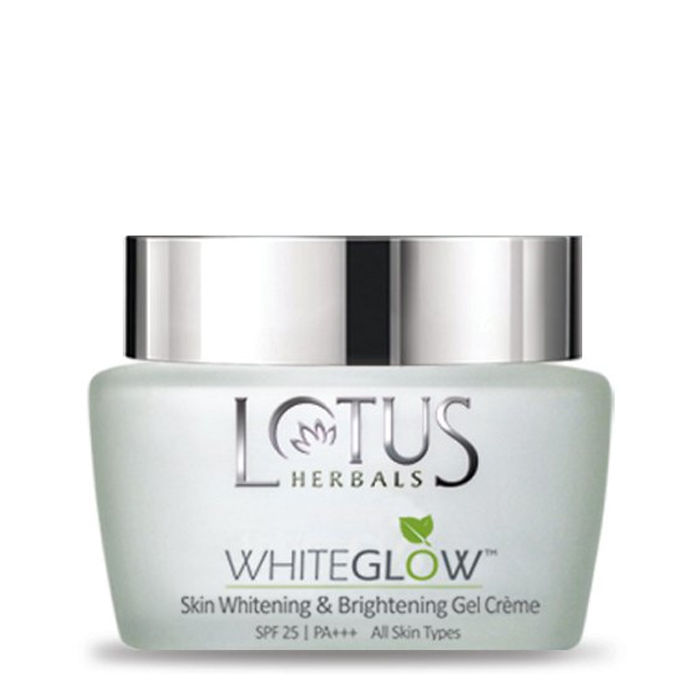 LOTUS
HERBALS
WHITEGLOW™
Skin Whitening & Brightening Gel Crème
SPF 25 | PA+++ All Skin Types